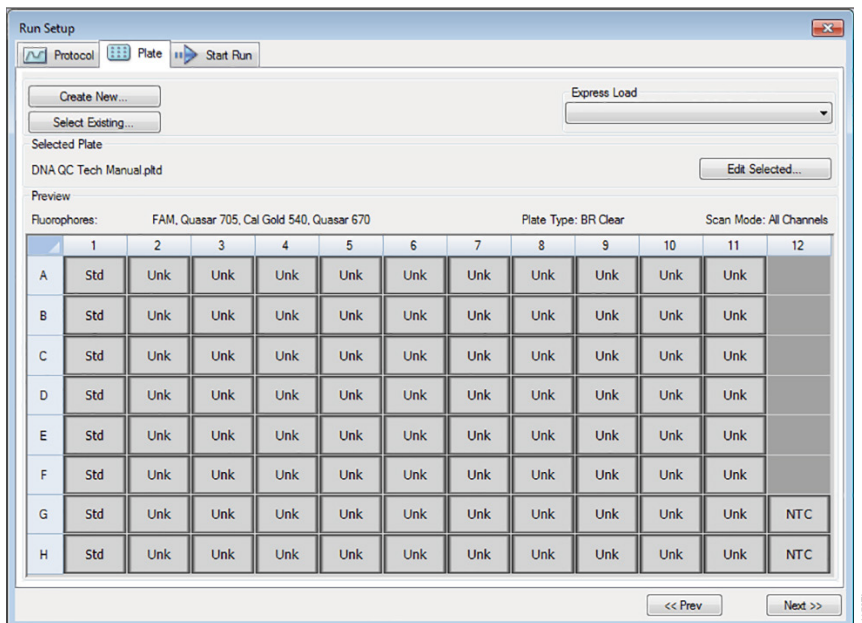 Run Setup
Protocol Plate Start Run
Create New... Express Load
Select Existing...
Selected Plate
DNA QC Tech Manual.pltd Edit Selected...
Preview
Fluorophores: FAM, Quasar 705, Cal Gold 540, Quasar 670 Plate Type: BR Clear Scan Mode: All Channels
1 2 3 4 5 6 7 8 9 10 11 12
A Std Unk Unk Unk Unk Unk Unk Unk Unk Unk Unk
B Std Unk Unk Unk Unk Unk Unk Unk Unk Unk Unk
C Std Unk Unk Unk Unk Unk Unk Unk Unk Unk Unk
D Std Unk Unk Unk Unk Unk Unk Unk Unk Unk Unk
E Std Unk Unk Unk Unk Unk Unk Unk Unk Unk Unk
F Std Unk Unk Unk Unk Unk Unk Unk Unk Unk Unk
G Std Unk Unk Unk Unk Unk Unk Unk Unk Unk Unk NTC
H Std Unk Unk Unk Unk Unk Unk Unk Unk Unk Unk NTC
<< Prev Next >>